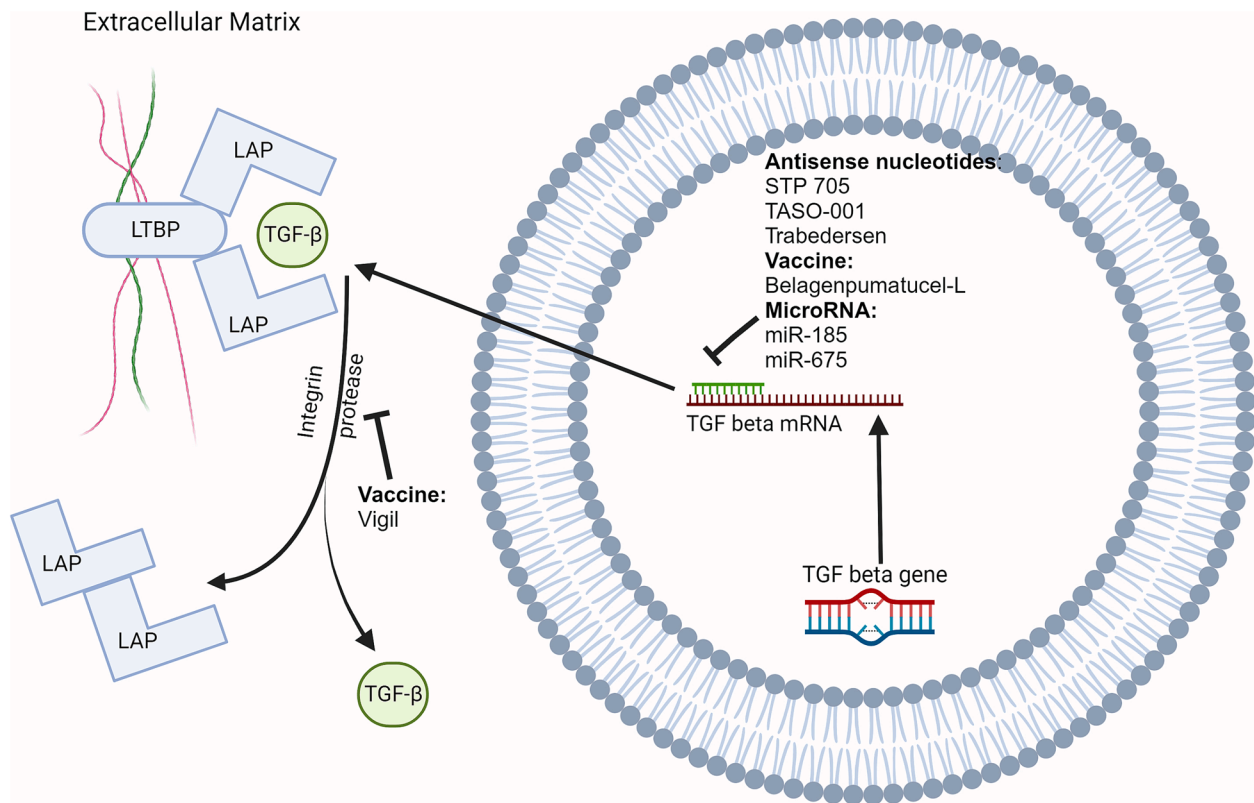 Extracellular Matrix
LAP
LTBP
TGF-β
LAP
Integrin
protease
Vaccine:
Vigil
LAP
LAP
TGF-β
Antisense nucleotides:
STP 705
TASO-001
Trabedersen
Vaccine:
Belagenpumatucel-L
MicroRNA:
miR-185
miR-675
TGF beta mRNA
TGF beta gene